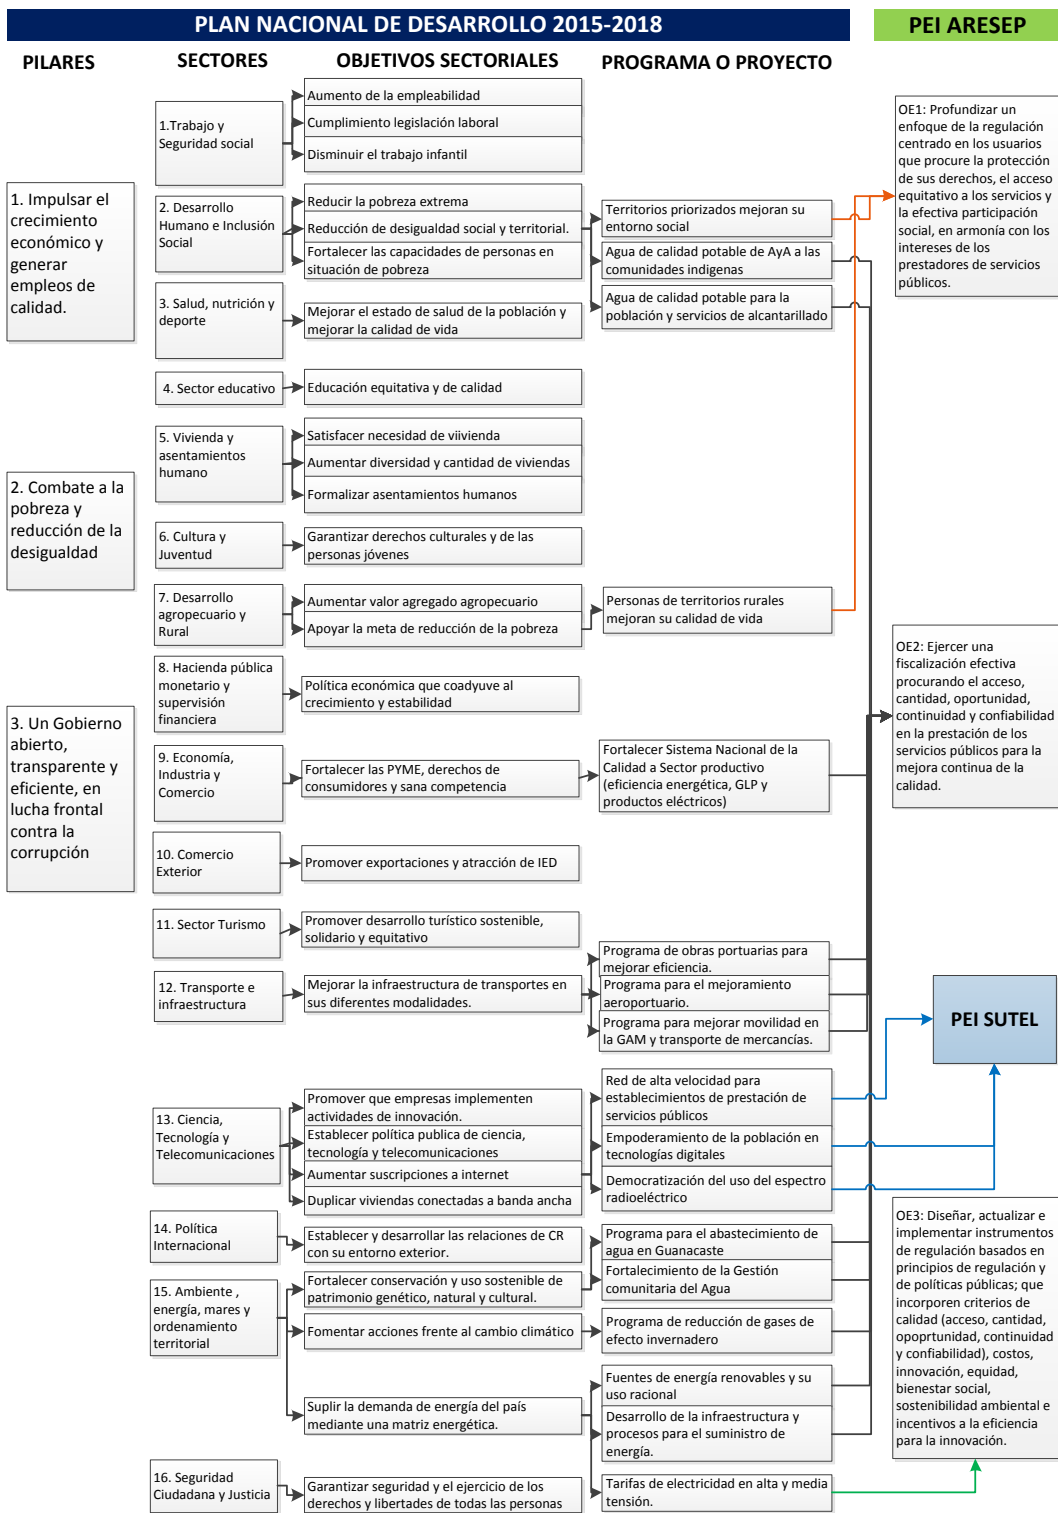 PLAN NACIONAL DE DESARROLLO 2015-2018
PEI ARESEP
PILARES
SECTORES
OBJETIVOS SECTORIALES
PROGRAMA O PROYECTO
1. Impulsar el
crecimiento
económico y
generar
empleos de
calidad.
2. Combate a la
pobreza y
reducción de la
desigualdad
3. Un Gobierno
abierto,
transparente y
eficiente, en
lucha frontal
contra la
corrupción
1.Trabajo y
Seguridad social
Aumento de la empleabilidad
Cumplimiento legislación laboral
Disminuir el trabajo infantil
2. Desarrollo
Humano e Inclusión
Social
Reducir la pobreza extrema
Reducción de desigualdad social y territorial.
Fortalecer las capacidades de personas en
situación de pobreza
Territorios priorizados mejoran su
entorno social
Agua de calidad potable de AyA a las
comunidades indigenas
Agua de calidad potable para la
población y servicios de alcantarillado
3. Salud, nutrición y
deporte
Mejorar el estado de salud de la población y
mejorar la calidad de vida
4. Sector educativo
Educación equitativa y de calidad
5. Vivienda y
asentamientos
humano
Satisfacer necesidad de viivienda
Aumentar diversidad y cantidad de viviendas
Formalizar asentamientos humanos
6. Cultura y
Juventud
Garantizar derechos culturales y de las
personas jóvenes
7. Desarrollo
agropecuario y
Rural
Aumentar valor agregado agropecuario
Apoyar la meta de reducción de la pobreza
Personas de territorios rurales
mejoran su calidad de vida
8. Hacienda pública
monetario y
supervisión
financiera
Política económica que coadyuve al
crecimiento y estabilidad
9. Economía,
Industria y
Comercio
Fortalecer las PYME, derechos de
consumidores y sana competencia
Fortalecer Sistema Nacional de la
Calidad a Sector productivo
(eficiencia energética, GLP y
productos eléctricos)
10. Comercio
Exterior
Promover exportaciones y atracción de IED
11. Sector Turismo
Promover desarrollo turístico sostenible,
solidario y equitativo
12. Transporte e
infraestructura
Mejorar la infraestructura de transportes en
sus diferentes modalidades.
Programa de obras portuarias para
mejorar eficiencia.
Programa para el mejoramiento
aeroportuario.
Programa para mejorar movilidad en
la GAM y transporte de mercancías.
13. Ciencia,
Tecnología y
Telecomunicaciones
Promover que empresas implementen
actividades de innovación.
Establecer política publica de ciencia,
tecnología y telecomunicaciones
Aumentar suscripciones a internet
Duplicar viviendas conectadas a banda ancha
Red de alta velocidad para
establecimientos de prestación de
servicios públicos
Empoderamiento de la población en
tecnologías digitales
Democratización del uso del espectro
radioeléctrico
14. Política
Internacional
Establecer y desarrollar las relaciones de CR
con su entorno exterior.
15. Ambiente ,
energía, mares y
ordenamiento
territorial
Fortalecer conservación y uso sostenible de
patrimonio genético, natural y cultural.
Fomentar acciones frente al cambio climático
Suplir la demanda de energía del país
mediante una matriz energética.
Programa para el abastecimiento de
agua en Guanacaste
Fortalecimiento de la Gestión
comunitaria del Agua
Programa de reducción de gases de
efecto invernadero
Fuentes de energía renovables y su
uso racional
Desarrollo de la infraestructura y
procesos para el suministro de
energía.
Tarifas de electricidad en alta y media
tensión.
16. Seguridad
Ciudadana y Justicia
Garantizar seguridad y el ejercicio de los
derechos y libertades de todas las personas
OE1: Profundizar un
enfoque de la regulación
centrado en los usuarios
que procure la protección
de sus derechos, el acceso
equitativo a los servicios y
la efectiva participación
social, en armonía con los
intereses de los
prestadores de servicios
públicos.
OE2: Ejercer una
fiscalización efectiva
procurando el acceso,
cantidad, oportunidad,
continuidad y confiabilidad
en la prestación de los
servicios públicos para la
mejora continua de la
calidad.
PEI SUTEL
OE3: Diseñar, actualizar e
implementar instrumentos
de regulación basados en
principios de regulación y
de políticas públicas; que
incorporen criterios de
calidad (acceso, cantidad,
opoprtunidad, continuidad
y confiabilidad), costos,
innovación, equidad,
bienestar social,
sostenibilidad ambiental e
incentivos a la eficiencia
para la innovación.